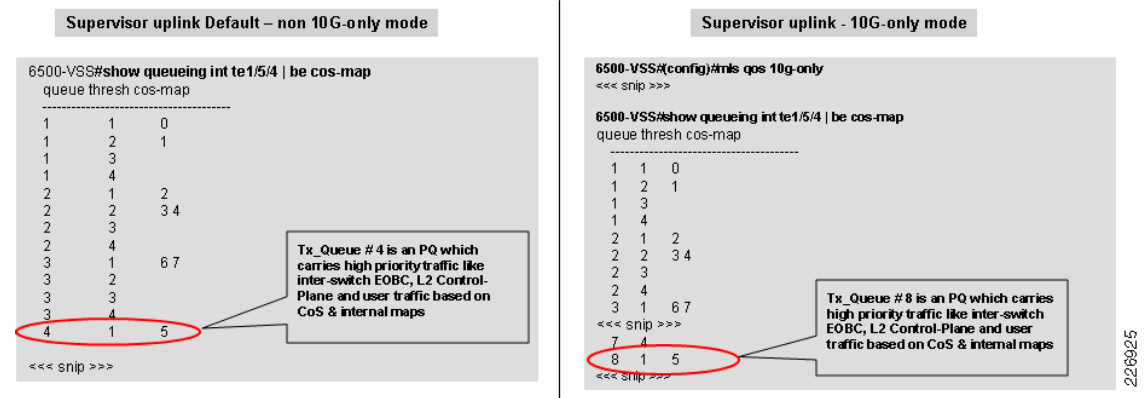 Supervisor uplink Default – non 10G-only mode
6500-VSS#show queueing int te1/5/4 | be cos-map
queue thresh cos-map
---------------------------------------
1 1 0
1 2 1
1 3
1 4
2 1 2
2 2 3 4
2 3
2 4
3 1 6 7
3 2
3 3
3 4
4 1 5
<<< snip >>>
Tx_Queue # 4 is an PQ which
carries high priority traffic like
inter-switch EOBC, L2 Control-
Plane and user traffic based on
CoS & internal maps
Supervisor uplink - 10G-only mode
6500-VSS#(config)#mls qos 10g-only
<<< snip >>>
6500-VSS#show queueing int te1/5/4 | be cos-map
queue thresh cos-map
---------------------------------------
1 1 0
1 2 1
1 3
1 4
2 1 2
2 2 3 4
2 3
2 4
3 1 6 7
<<< snip >>>
7 4
8 1 5
<<< snip >>>
Tx_Queue # 8 is an PQ which carries
high priority traffic like inter-switch
EOBC, L2 Control-Plane and user
traffic based on CoS & internal maps
226925